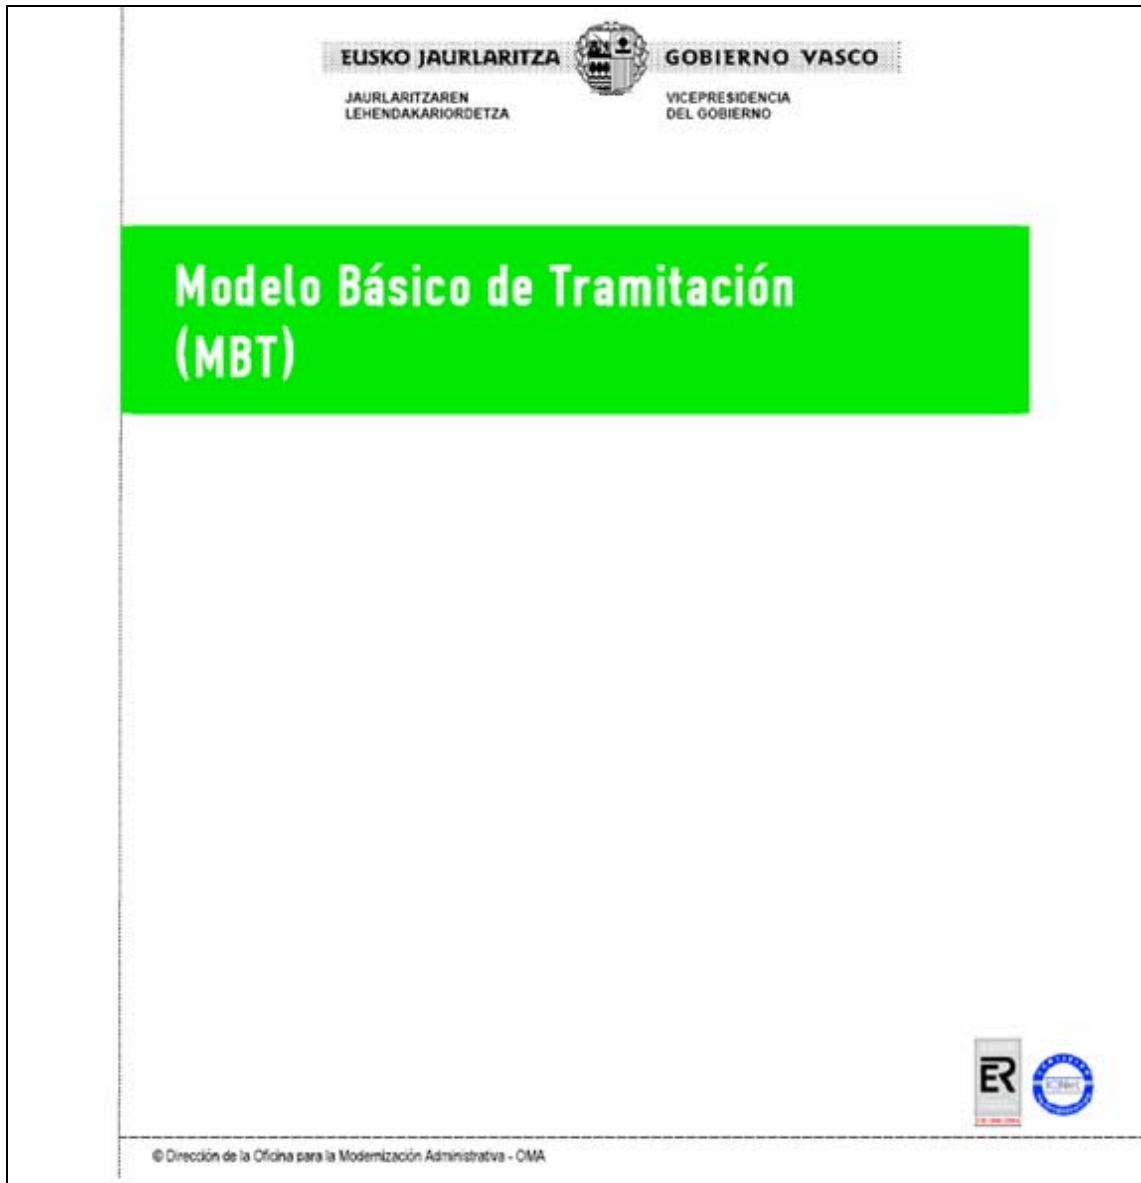 EUSKO JAURLARITZA GOBIERNO VASCO
JAURLARITZAREN
LEHENDAKARIORDETZA
VICEPRESIDENCIA
DEL GOBIERNO
Modelo Básico de Tramitación
(MBT)
ER
© Dirección de la Oficina para la Modernización Administrativa - OMA